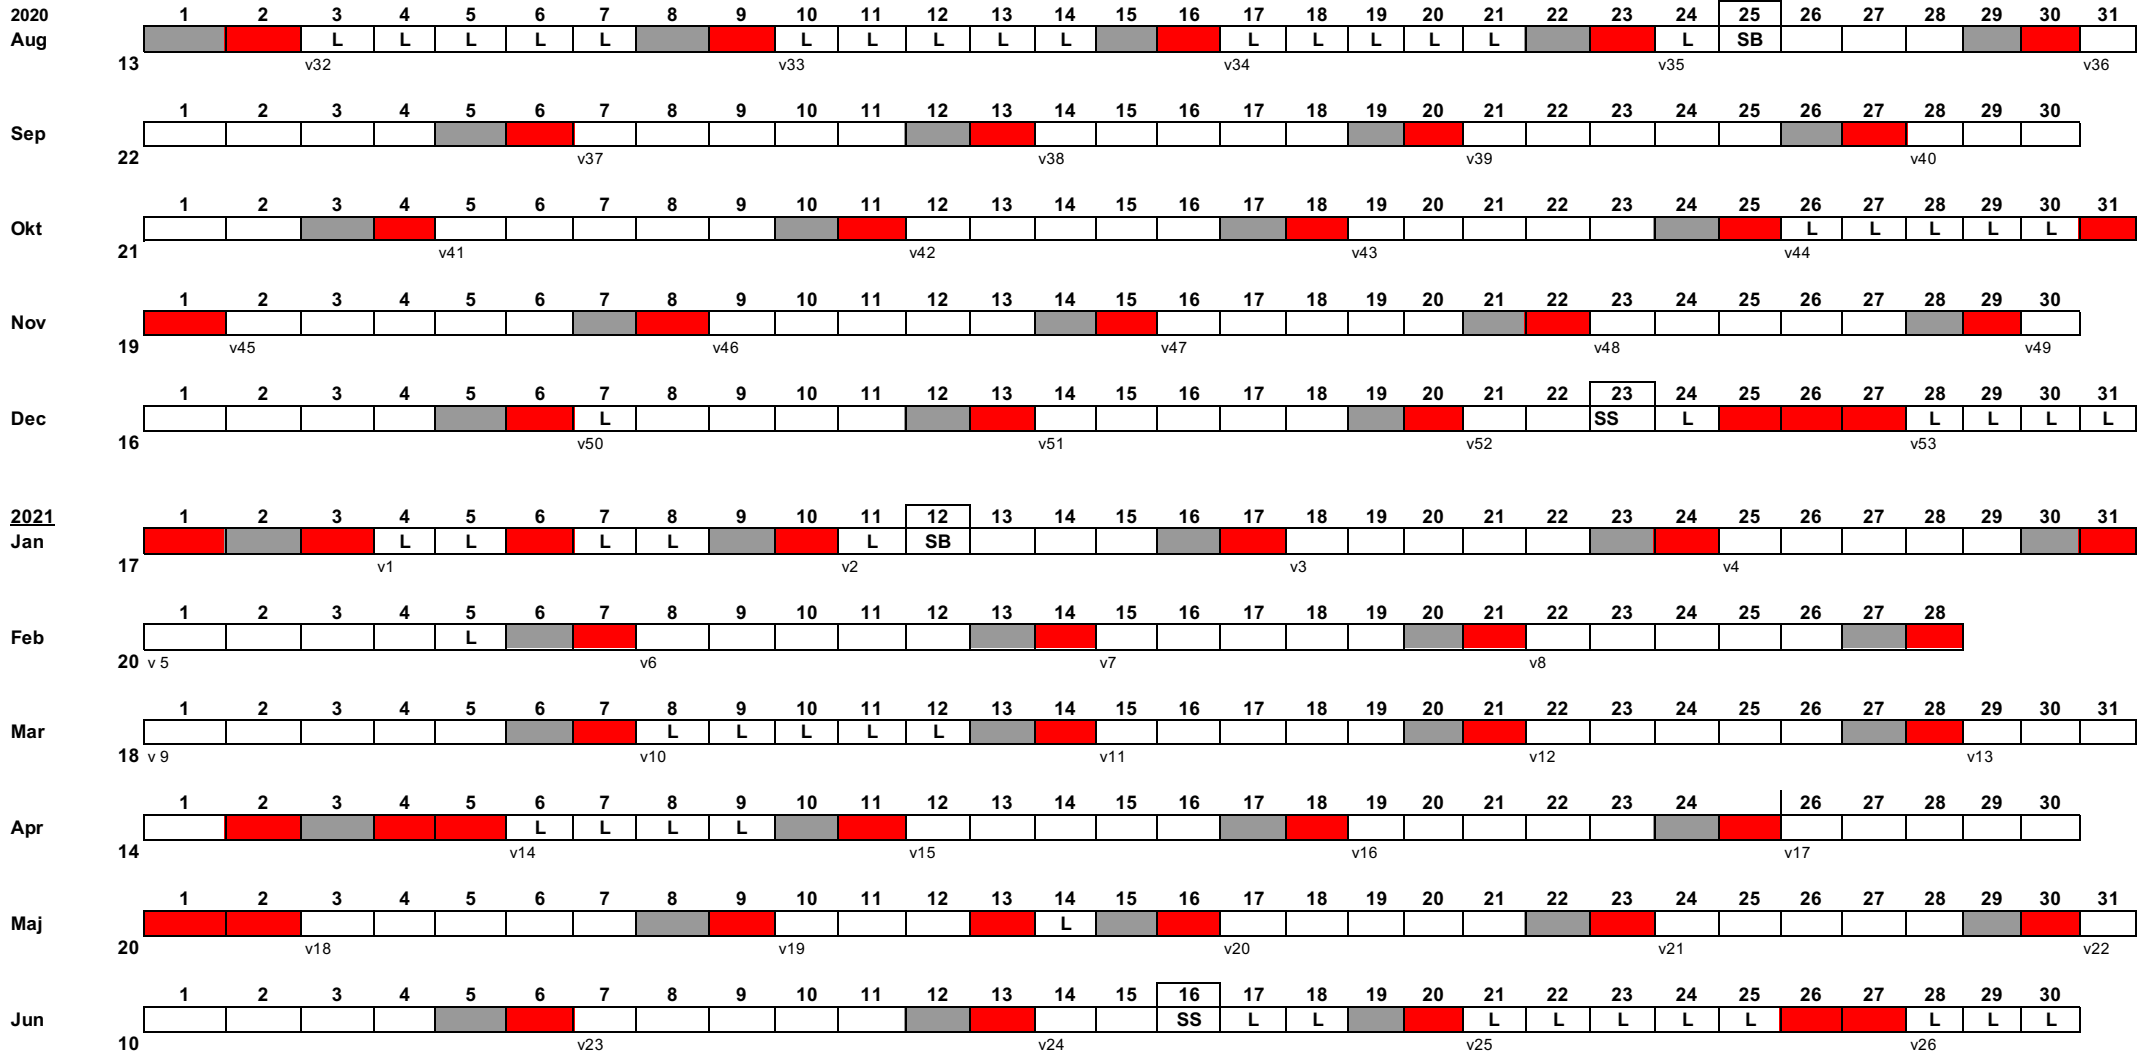 2020 1 2 3 4 5 6 7 8 9 10 11 12 13 14 15 16 17 18 19 20 21 22 23 24 25 26 27 28 29 30 31
Aug L L L L L L L L L L L L L L L L SB
13 v32 v33 v34 v35 v36
1 2 3 4 5 6 7 8 9 10 11 12 13 14 15 16 17 18 19 20 21 22 23 24 25 26 27 28 29 30
Sep
22 v37 v38 v39 v40
1 2 3 4 5 6 7 8 9 10 11 12 13 14 15 16 17 18 19 20 21 22 23 24 25 26 27 28 29 30 31
Okt L L L L L
21 v41 v42 v43 v44
1 2 3 4 5 6 7 8 9 10 11 12 13 14 15 16 17 18 19 20 21 22 23 24 25 26 27 28 29 30
Nov
19 v45 v46 v47 v48 v49
1 2 3 4 5 6 7 8 9 10 11 12 13 14 15 16 17 18 19 20 21 22 23 24 25 26 27 28 29 30 31
Dec L SS L L L L L
16 v50 v51 v52 v53
2021 1 2 3 4 5 6 7 8 9 10 11 12 13 14 15 16 17 18 19 20 21 22 23 24 25 26 27 28 29 30 31
Jan L L L L L SB
17 v1 v2 v3 v4
1 2 3 4 5 6 7 8 9 10 11 12 13 14 15 16 17 18 19 20 21 22 23 24 25 26 27 28
Feb L
20 v 5 v6 v7 v8
1 2 3 4 5 6 7 8 9 10 11 12 13 14 15 16 17 18 19 20 21 22 23 24 25 26 27 28 29 30 31
Mar L L L L L
18 v 9 v10 v11 v12 v13
1 2 3 4 5 6 7 8 9 10 11 12 13 14 15 16 17 18 19 20 21 22 23 24 26 27 28 29 30
Apr L L L L
14 v14 v15 v16 v17
1 2 3 4 5 6 7 8 9 10 11 12 13 14 15 16 17 18 19 20 21 22 23 24 25 26 27 28 29 30 31
Maj L
20 v18 v19 v20 v21 v22
1 2 3 4 5 6 7 8 9 10 11 12 13 14 15 16 17 18 19 20 21 22 23 24 25 26 27 28 29 30
Jun SS L L L L L L L L L L
10 v23 v24 v25 v26